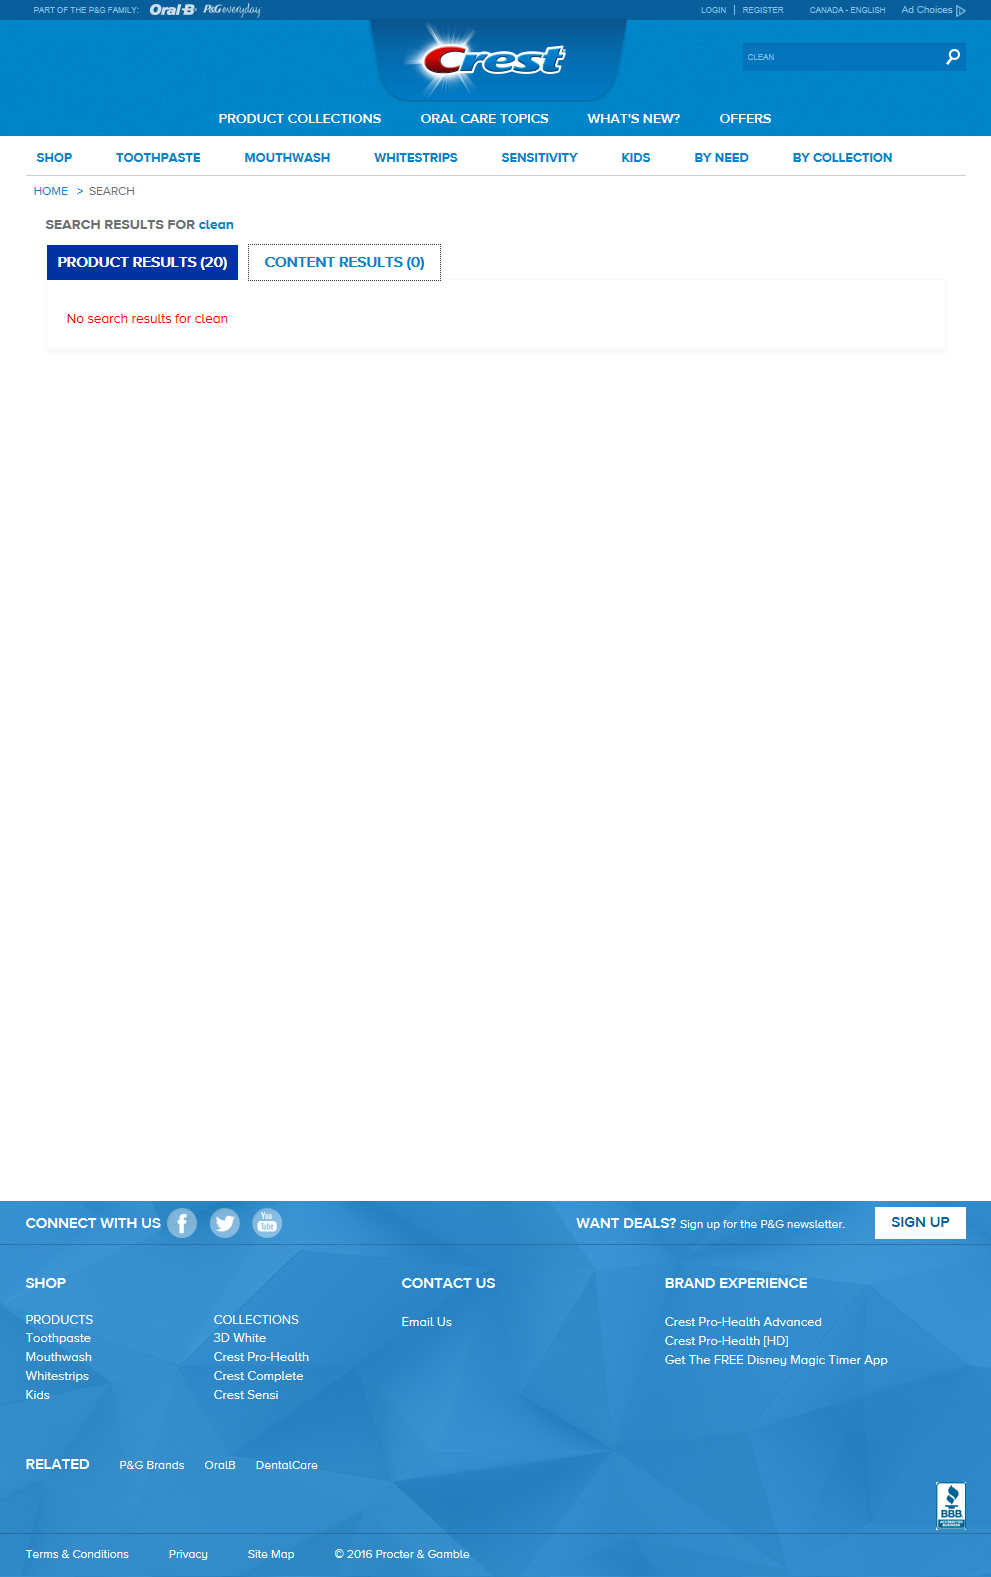 PART OF THE P&G FAMILY: Oral-B P&G everyday
LOGIN | REGISTER CANADA - ENGLISH Ad Choices
Crest
CLEAN
PRODUCT COLLECTIONS ORAL CARE TOPICS WHAT'S NEW? OFFERS
SHOP TOOTHPASTE MOUTHWASH WHITESTRIPS SENSITIVITY KIDS BY NEED BY COLLECTION
HOME > SEARCH
SEARCH RESULTS FOR clean
PRODUCT RESULTS (20) CONTENT RESULTS (0)
No search results for clean
CONNECT WITH US f You Tube
WANT DEALS? Sign up for the P&G newsletter. SIGN UP
SHOP
PRODUCTS
Toothpaste
Mouthwash
Whitestrips
Kids
COLLECTIONS
3D White
Crest Pro-Health
Crest Complete
Crest Sensi
CONTACT US
Email Us
BRAND EXPERIENCE
Crest Pro-Health Advanced
Crest Pro-Health [HD]
Get The FREE Disney Magic Timer App
RELATED P&G Brands OralB DentalCare
BBB
ACCREDITED
BUSINESS
Terms & Conditions Privacy Site Map © 2016 Procter & Gamble